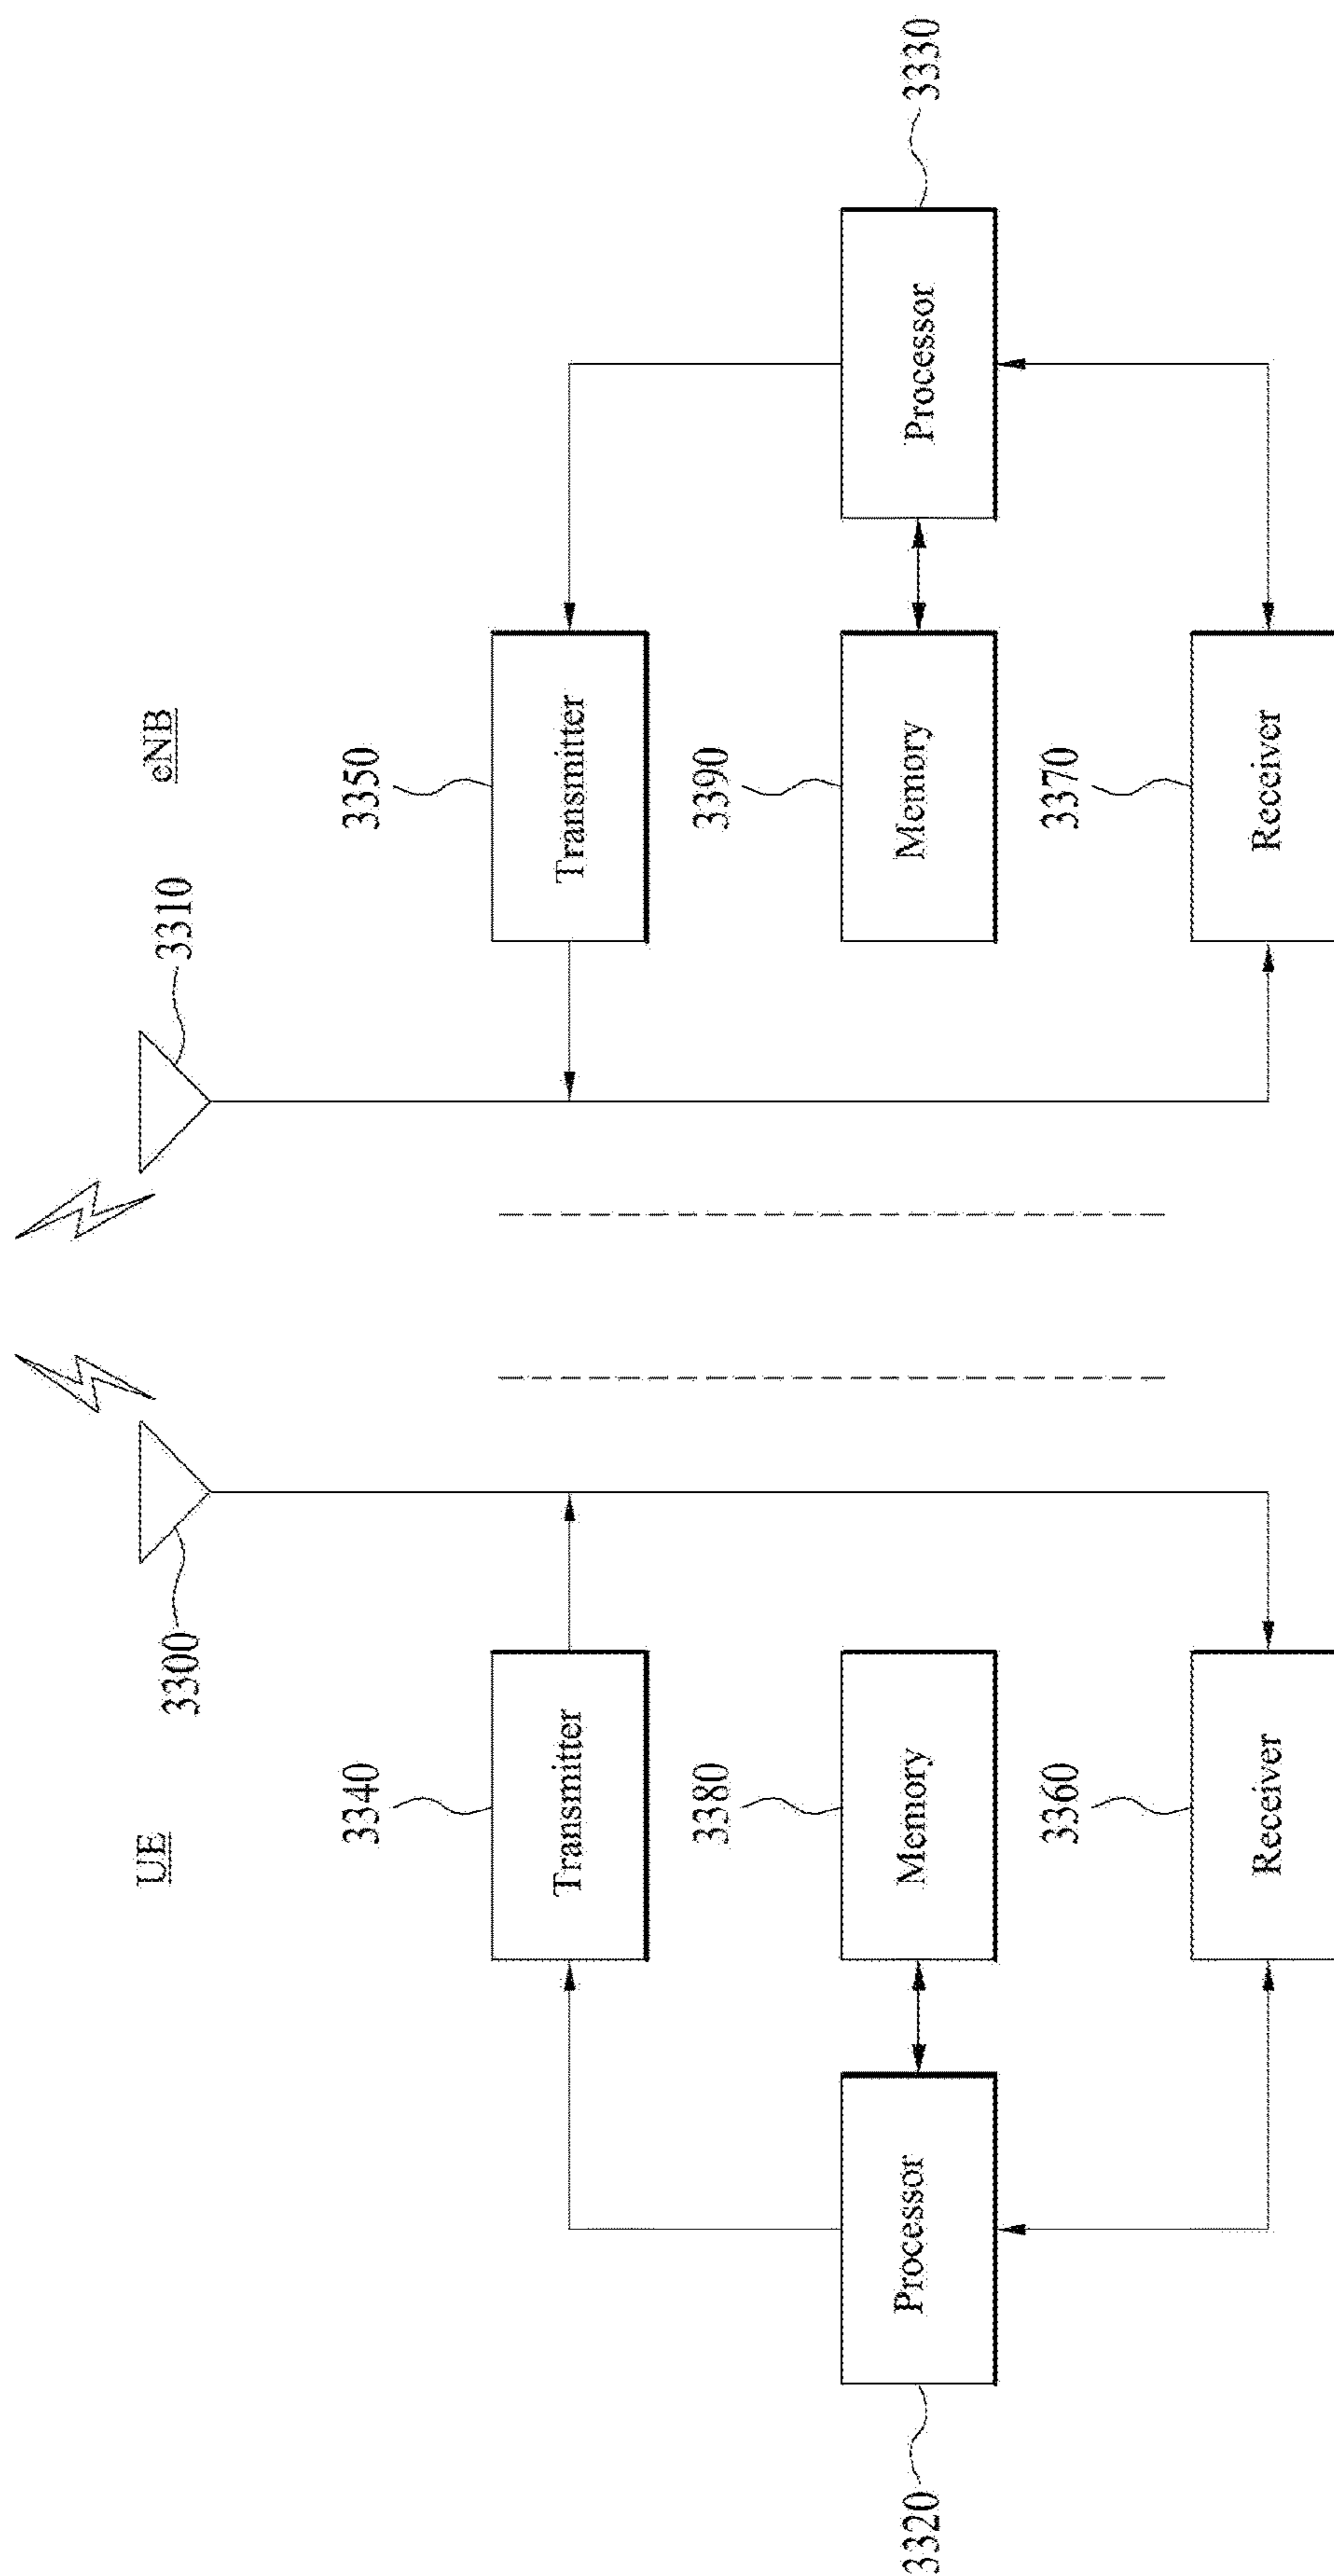 UE
eNB
3300
3310
3340
3350
Transmitter
Transmitter
3380
3390
3320
Processor
Memory
Memory
Processor
3330
3360
3370
Receiver
Receiver